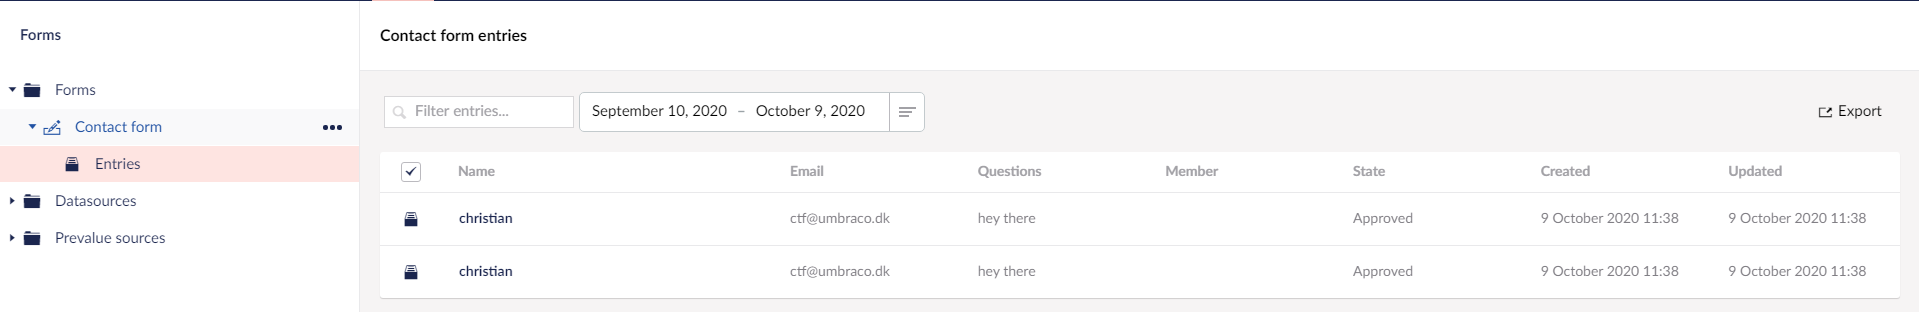 Forms
Forms
Contact form
Entries
Datasources
Prevalue sources
Contact form entries
Filter entries...
September 10, 2020 – October 9, 2020
Export
Name Email Questions Member State Created Updated
christian ctf@umbraco.dk hey there Approved 9 October 2020 11:38 9 October 2020 11:38
christian ctf@umbraco.dk hey there Approved 9 October 2020 11:38 9 October 2020 11:38